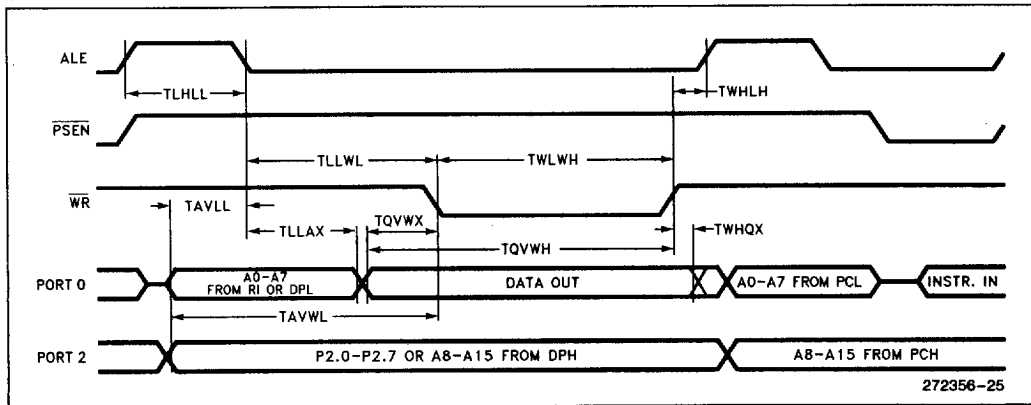 ALE
TLHLL
TWHLH
PSEN
TLLWL
TWLWH
WR
TAVLL
TQVWX
TLLAX
TQVWH
TWHQX
PORT 0
A0-A7
FROM RI OR DPL
DATA OUT
A0-A7 FROM PCL
INSTR. IN
TAVWL
PORT 2
P2.0-P2.7 OR A8-A15 FROM DPH
A8-A15 FROM PCH
272356-25